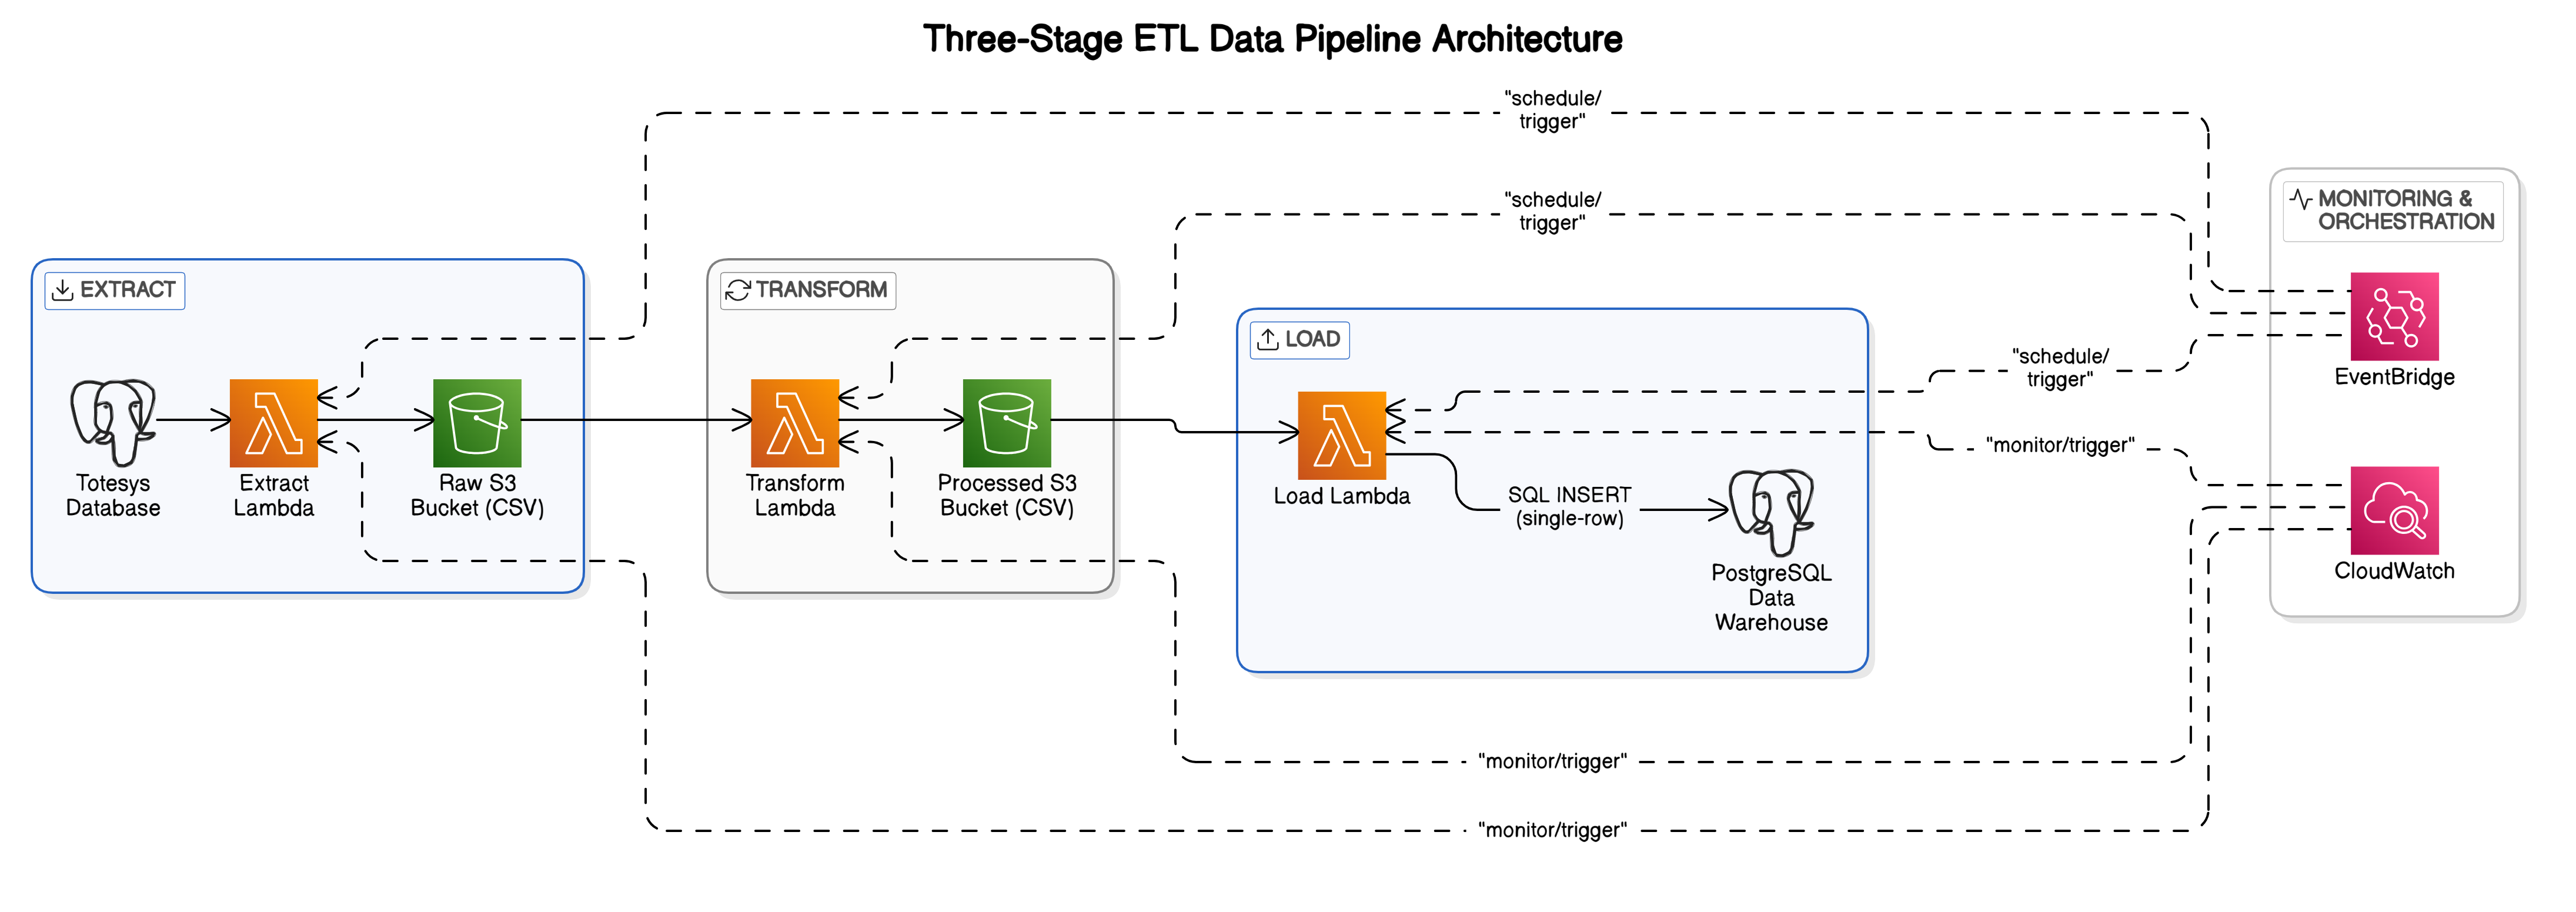 Three-Stage ETL Data Pipeline Architecture
"schedule/
trigger"
"schedule/
trigger"
MONITORING &
ORCHESTRATION
EXTRACT
TRANSFORM
LOAD
"schedule/
trigger"
EventBridge
"monitor/trigger"
Totesys
Database
Extract
Lambda
Raw S3
Bucket (CSV)
Transform
Lambda
Processed S3
Bucket (CSV)
Load Lambda
SQL INSERT
(single-row)
PostgreSQL
Data
Warehouse
CloudWatch
"monitor/trigger"
"monitor/trigger"